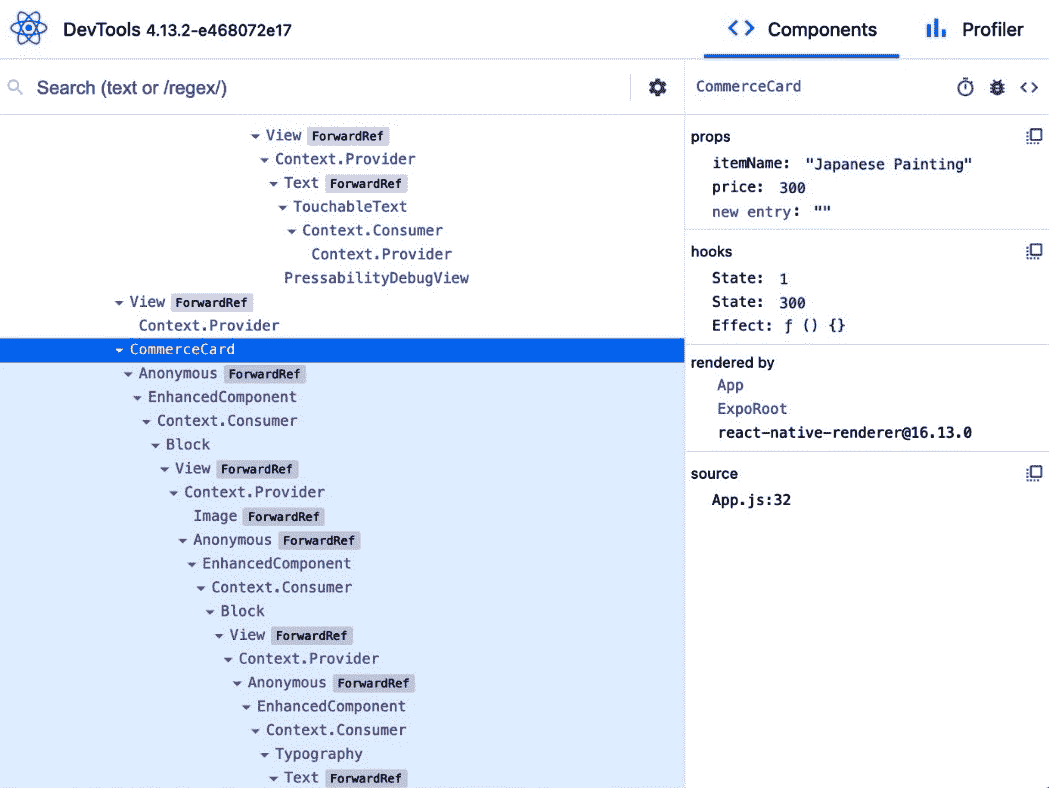 DevTools 4.13.2-e468072e17
Components
Profiler
Search (text or /regex/)
View ForwardRef
Context.Provider
Text ForwardRef
TouchableText
Context.Consumer
Context.Provider
PressabilityDebugView
View ForwardRef
Context.Provider
CommerceCard
Anonymous ForwardRef
EnhancedComponent
Context.Consumer
Block
View ForwardRef
Context.Provider
Image ForwardRef
Anonymous ForwardRef
EnhancedComponent
Context.Consumer
Block
View ForwardRef
Context.Provider
Anonymous ForwardRef
EnhancedComponent
Context.Consumer
Typography
Text ForwardRef
CommerceCard
props
itemName: "Japanese Painting"
price: 300
new entry: ""
hooks
State: 1
State: 300
Effect: ƒ () {}
rendered by
App
ExpoRoot
react-native-renderer@16.13.0
source
App.js:32